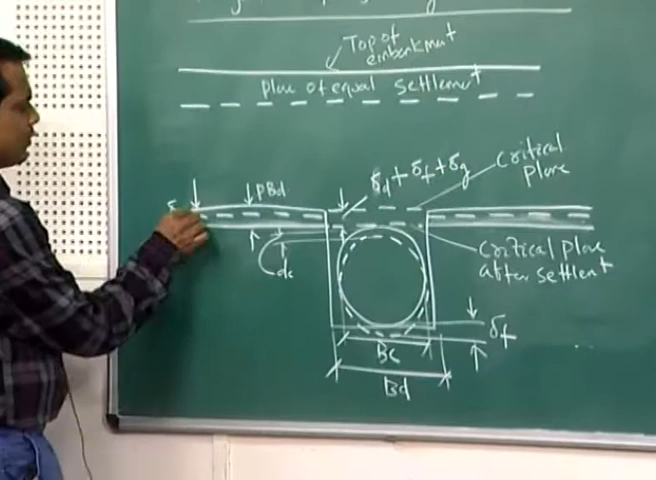 Top of
embankment
plane of equal settlement
δd + δf + δg
critical
plane
PBd
critical plane
after settlement
dc
δf
Bc
Bd